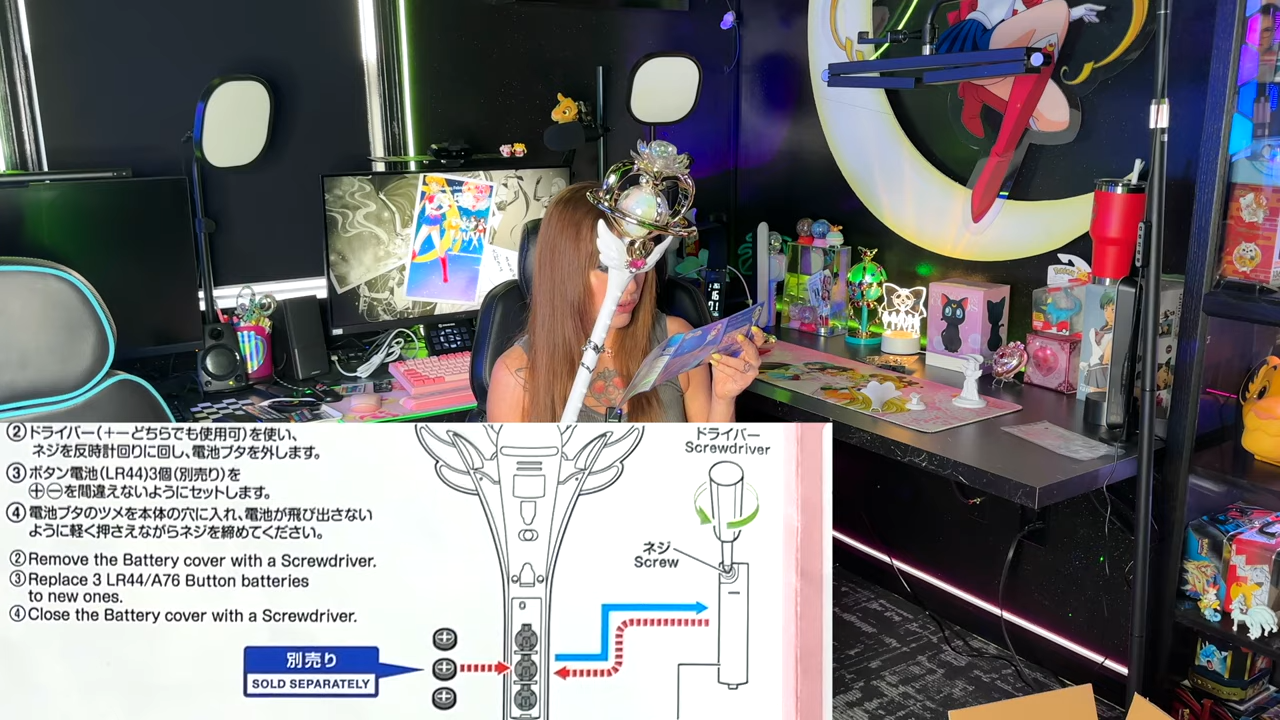 ②ドライバー(+−どちらでも使用可)を使い、
ネジを反時計回りに回し、電池ブタを外します。
③ボタン電池(LR44)3個(別売り)を
⊕⊖を間違えないようにセットします。
④電池ブタのツメを本体の穴に入れ、電池が飛び出さない
ように軽く押さえながらネジを締めてください。
②Remove the Battery cover with a Screwdriver.
③Replace 3 LR44/A76 Button batteries
to new ones.
④Close the Battery cover with a Screwdriver.
別売り
SOLD SEPARATELY
ドライバー
Screwdriver
ネジ
Screw